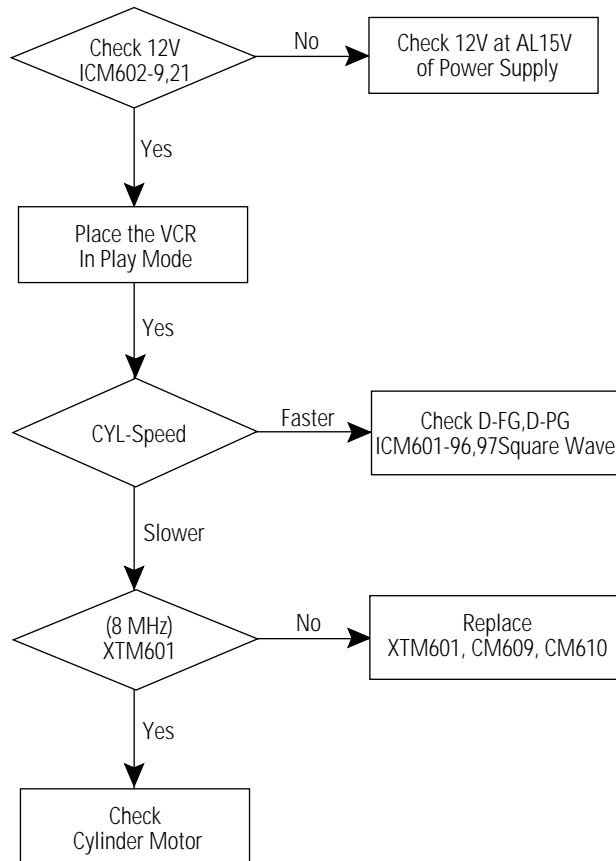 Check 12V
ICM602-9,21
No
Check 12V at AL15V
of Power Supply
Yes
Place the VCR
In Play Mode
Yes
CYL-Speed
Faster
Check D-FG,D-PG
ICM601-96,97Square Wave
Slower
(8 MHz)
XTM601
No
Replace
XTM601, CM609, CM610
Yes
Check
Cylinder Motor